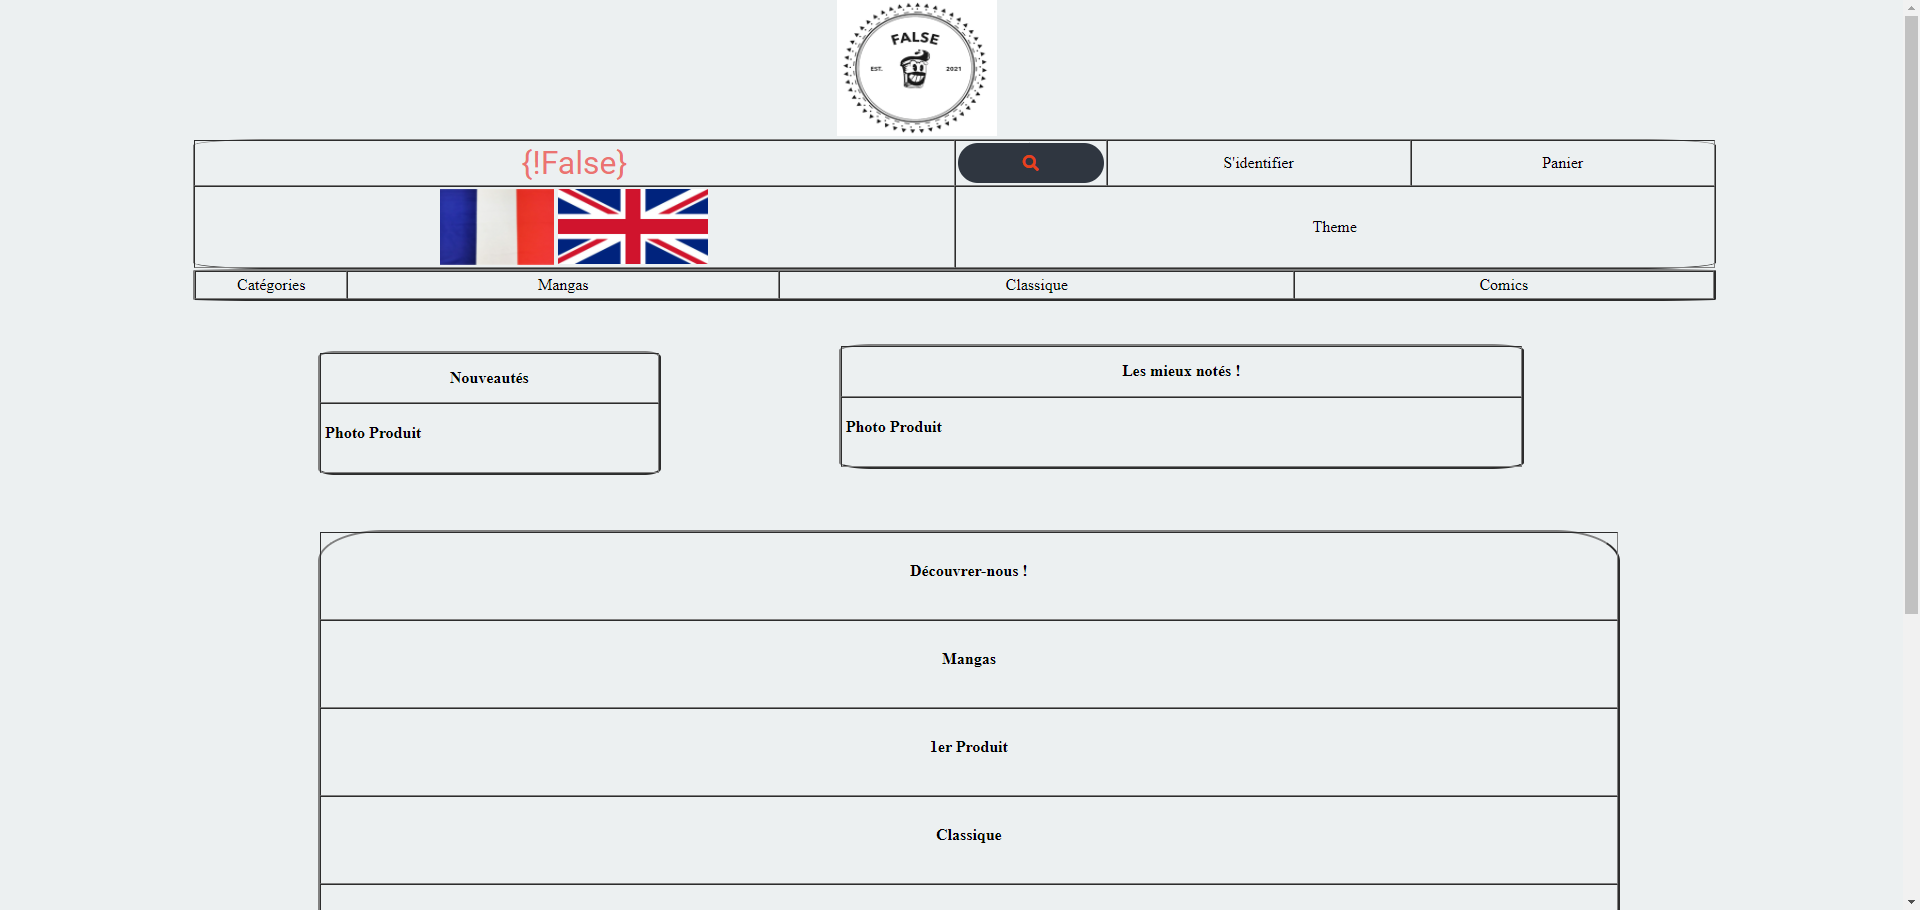 FALSE
EST. 2021
{!False}
S'identifier
Panier
Theme
Catégories
Mangas
Classique
Comics
Nouveautés
Photo Produit
Les mieux notés !
Photo Produit
Découvrer-nous !
Mangas
1er Produit
Classique